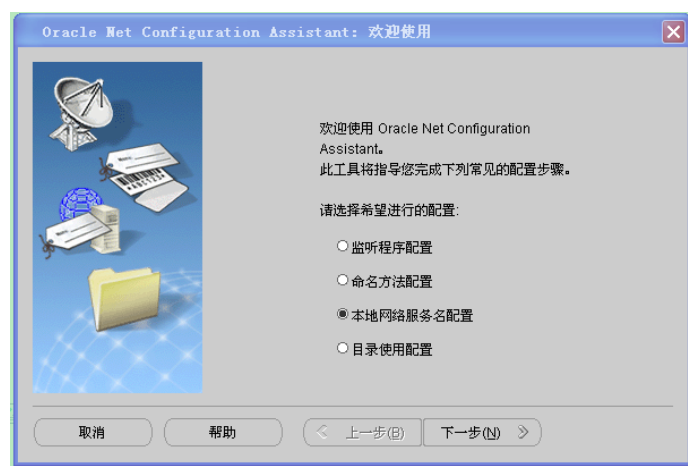 Oracle Net Configuration Assistant: 欢迎使用
欢迎使用 Oracle Net Configuration
Assistant。
此工具将指导您完成下列常见的配置步骤。
请选择希望进行的配置:
监听程序配置
命名方法配置
本地网络服务名配置
目录使用配置
取消 帮助 上一步(B) 下一步(N)